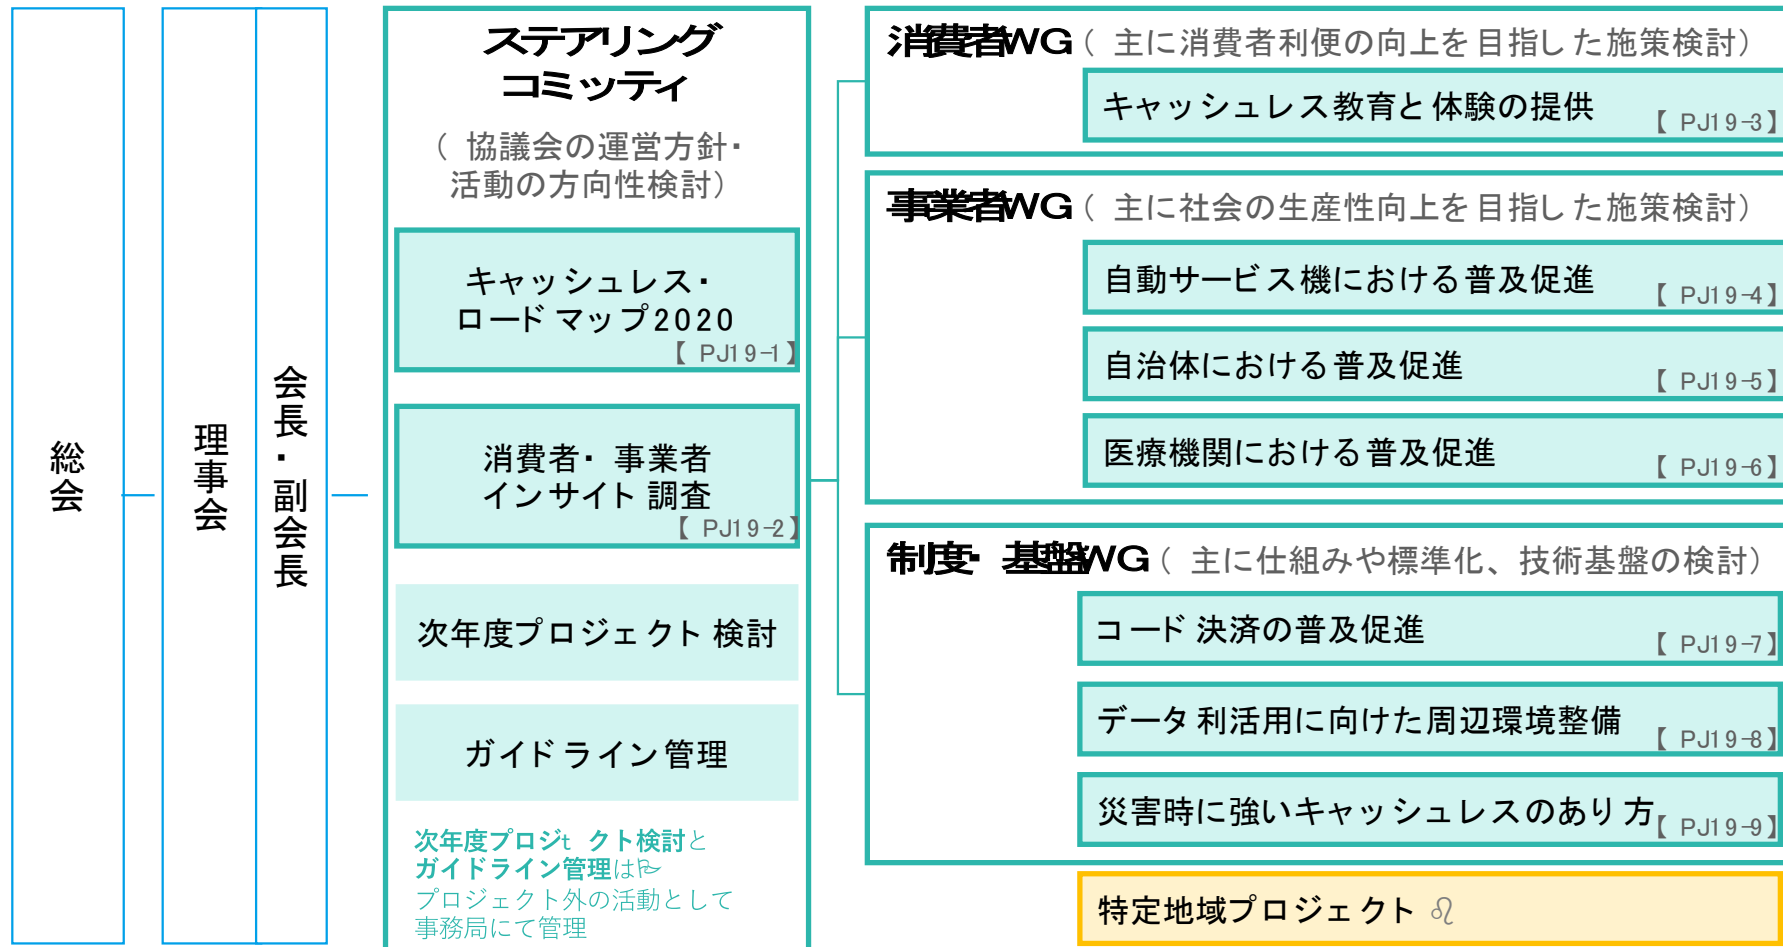 総会
理事会
会長・副会長
ステアリング
コミッティ
(協議会の運営方針・
活動の方向性検討)
キャッシュレス・
ロードマップ2020
【PJ19-1】
消費者・事業者
インサイト調査
【PJ19-2】
次年度プロジェクト検討
ガイドライン管理
次年度プロジt クト検討と
ガイドライン管理は
プロジェクト外の活動として
事務局にて管理
消費者WG(主に消費者利便の向上を目指した施策検討)
キャッシュレス教育と体験の提供
【PJ19-3】
事業者WG(主に社会の生産性向上を目指した施策検討)
自動サービス機における普及促進
【PJ19-4】
自治体における普及促進
【PJ19-5】
医療機関における普及促進
【PJ19-6】
制度・基盤WG(主に仕組みや標準化、技術基盤の検討)
コード決済の普及促進
【PJ19-7】
データ利活用に向けた周辺環境整備
【PJ19-8】
災害時に強いキャッシュレスのあり方
【PJ19-9】
特定地域プロジェクト ♌